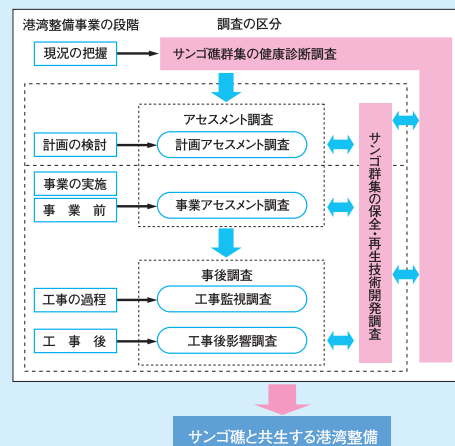 港湾整備事業の段階
調査の区分
現況の把握
サンゴ礁群集の健康診断調査
アセスメント調査
計画の検討
計画アセスメント調査
事業の実施
事業前
事業アセスメント調査
事後調査
工事の過程
工事監視調査
工事後
工事後影響調査
サンゴ群集の保全・再生技術開発調査
サンゴ礁と共生する港湾整備